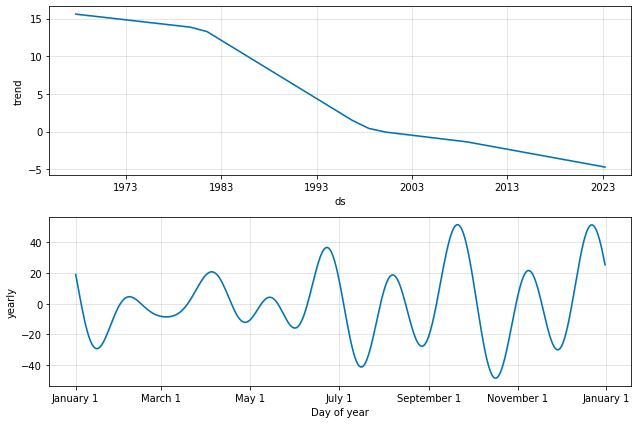 15
10
5
0
−5
trend
1973
1983
1993
2003
2013
2023
ds
40
20
0
−20
−40
yearly
January 1
March 1
May 1
July 1
September 1
November 1
January 1
Day of year